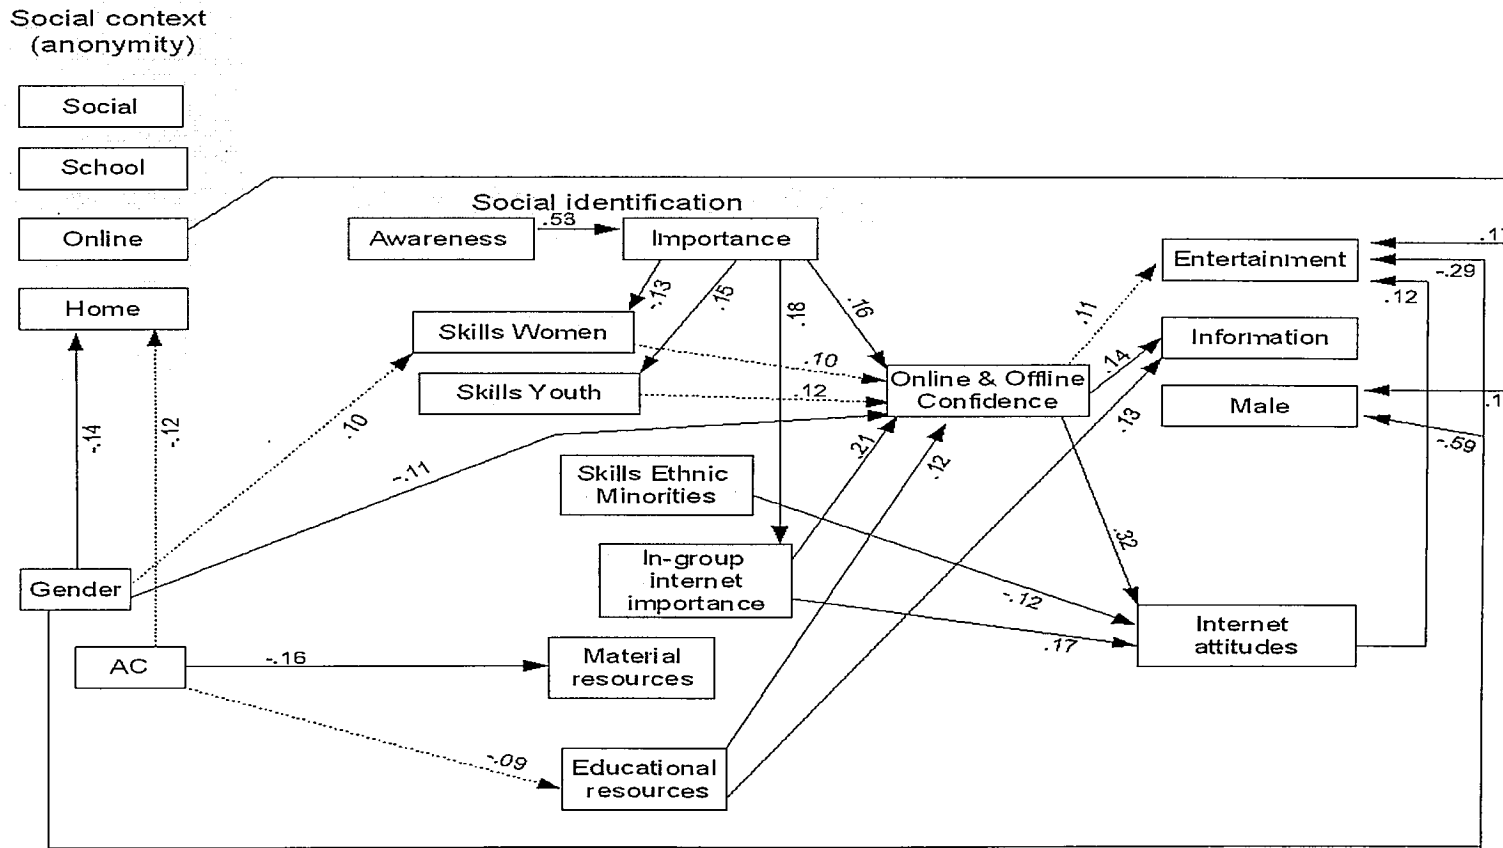 Social context
(anonymity)
Social
School
Social identification
Online
Awareness
.53
Importance
Entertainment
-.29
.12
Home
-.13
.15
.18
.16
.11
Skills Women
Information
.10
.14
Skills Youth
.12
Online & Offline
Confidence
Male
-.14
-.12
.10
-.11
.21
.12
.13
-.59
Skills Ethnic
Minorities
.32
In-group
internet
importance
Gender
-.12
.17
Internet
attitudes
AC
-.16
Material
resources
-.09
Educational
resources